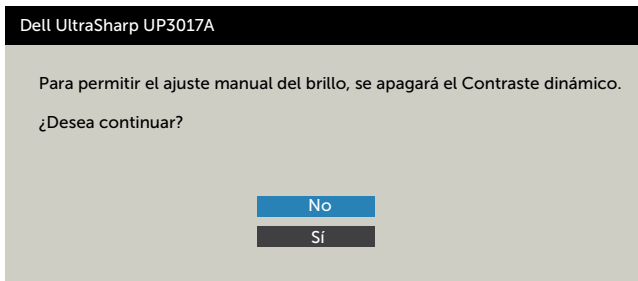 Dell UltraSharp UP3017A
Para permitir el ajuste manual del brillo, se apagará el Contraste dinámico.
¿Desea continuar?
No
Sí